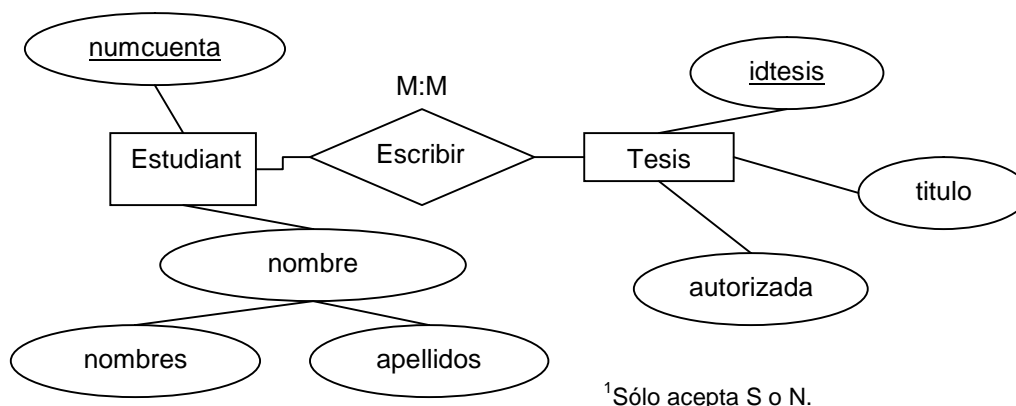 numcuenta
M:M
idtesis
Estudiant
Escribir
Tesis
titulo
nombre
autorizada
nombres
apellidos
¹Sólo acepta S o N.